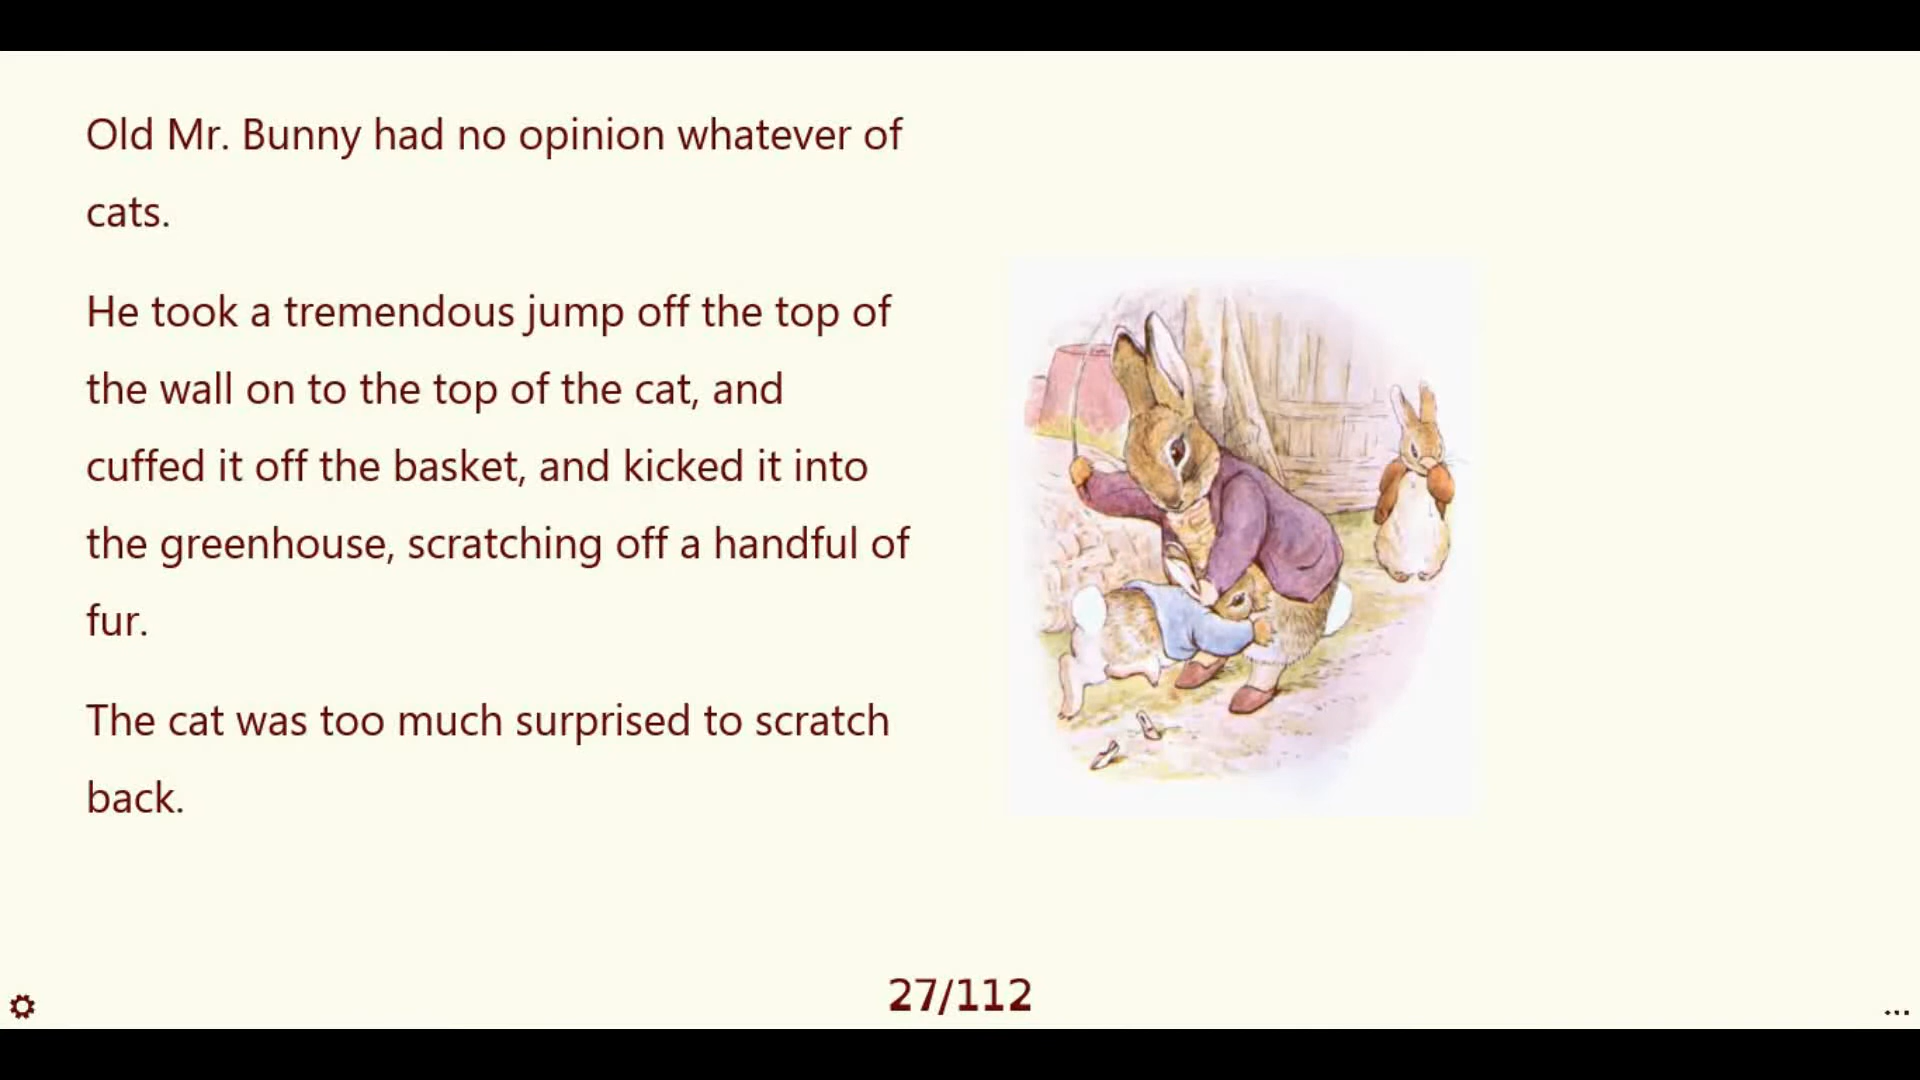 Old Mr. Bunny had no opinion whatever of
cats.
He took a tremendous jump off the top of
the wall on to the top of the cat, and
cuffed it off the basket, and kicked it into
the greenhouse, scratching off a handful of
fur.
The cat was too much surprised to scratch
back.
27/112
...